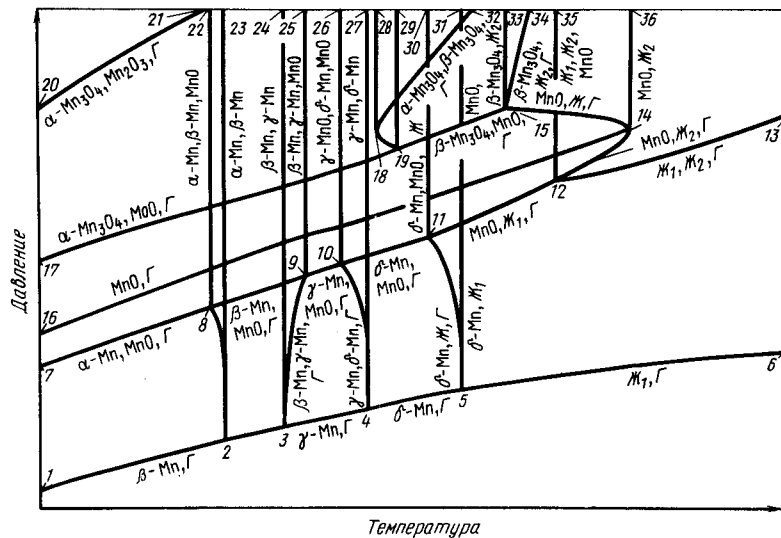 21 22 23 24 25 26 27 28 29 30 31 32 33 34 35 36
20
α-Mn₃O₄, Mn₂O₃, Г
α-Mn, β-Mn, MnO
α-Mn, β-Mn
β-Mn, γ-Mn
β-Mn, γ-Mn, MnO
γ-MnO, δ-Mn, MnO
γ-Mn, δ-Mn
α-Mn₃O₄, β-Mn₃O₄,
Г
δ-Mn, MnO, Ж
MnO,
β-Mn₃O₄, Ж₂
β-Mn₃O₄,
Ж₂, Г
Ж₁, Ж₂,
MnO
MnO, Ж₂
MnO, Ж, Г
β-Mn₃O₄, MnO,
Г
18
19
15
14
13
12
MnO, Ж₂, Г
Ж₁, Ж₂, Г
11
MnO, Ж₁, Г
17
α-Mn₃O₄, MoO, Г
MnO, Г
16
7
α-Mn, MnO, Г
8
β-Mn,
MnO, Г
9
10
γ-Mn,
MnO, Г
δ-Mn,
MnO, Г
β-Mn, γ-Mn,
Г
γ-Mn, δ-Mn, Г
δ-Mn, Ж, Г
δ-Mn, Ж₁
1
β-Mn, Г
2
3
γ-Mn, Г
4
δ-Mn, Г
5
Ж₁, Г
6
Давление
Температура